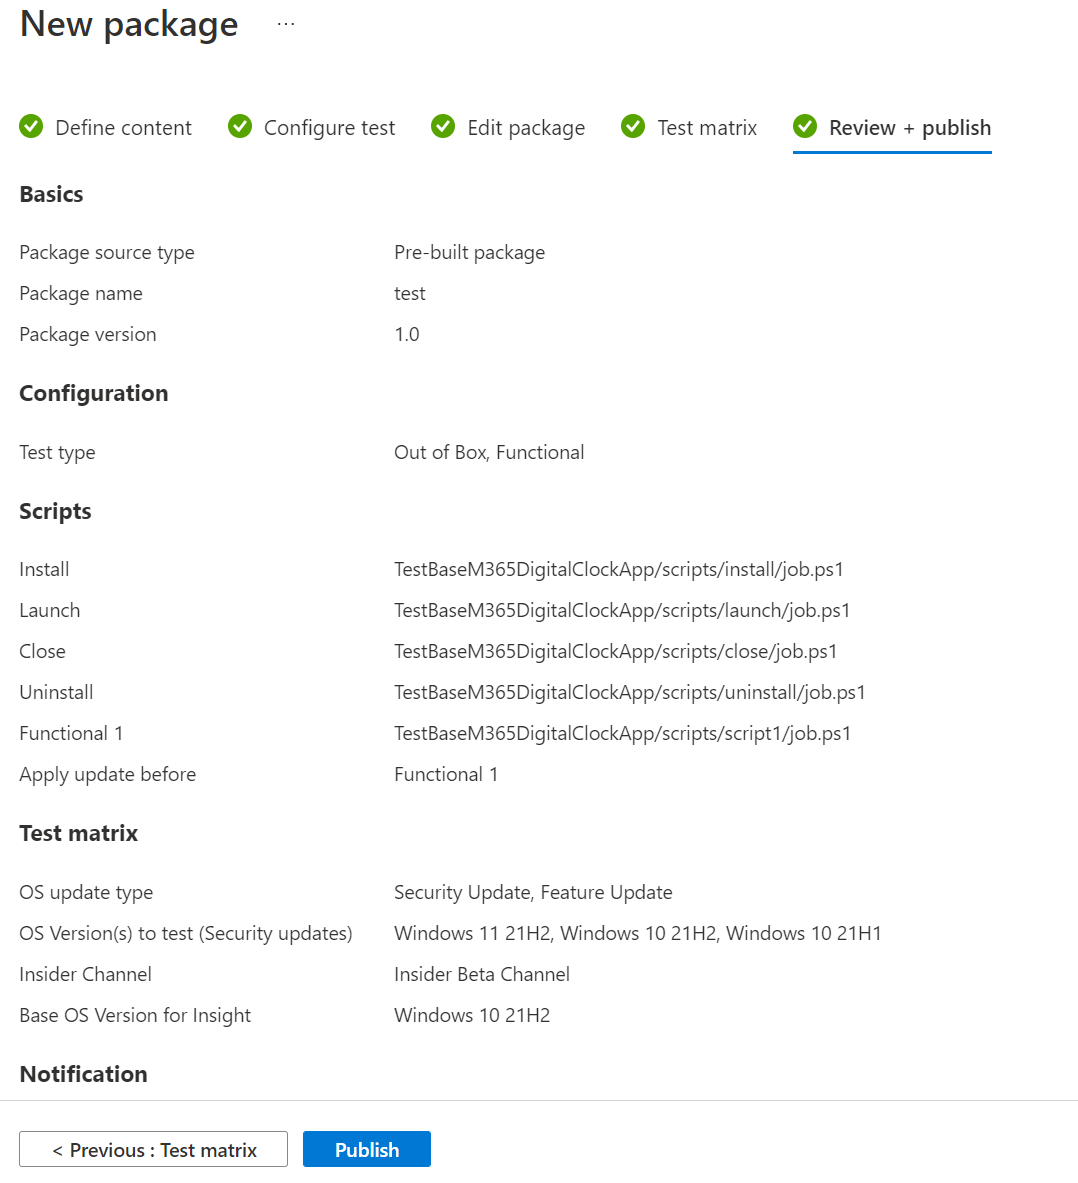 New package ...
Define content Configure test Edit package Test matrix Review + publish
Basics
Package source type Pre-built package
Package name test
Package version 1.0
Configuration
Test type Out of Box, Functional
Scripts
Install TestBaseM365DigitalClockApp/scripts/install/job.ps1
Launch TestBaseM365DigitalClockApp/scripts/launch/job.ps1
Close TestBaseM365DigitalClockApp/scripts/close/job.ps1
Uninstall TestBaseM365DigitalClockApp/scripts/uninstall/job.ps1
Functional 1 TestBaseM365DigitalClockApp/scripts/script1/job.ps1
Apply update before Functional 1
Test matrix
OS update type Security Update, Feature Update
OS Version(s) to test (Security updates) Windows 11 21H2, Windows 10 21H2, Windows 10 21H1
Insider Channel Insider Beta Channel
Base OS Version for Insight Windows 10 21H2
Notification
< Previous : Test matrix Publish